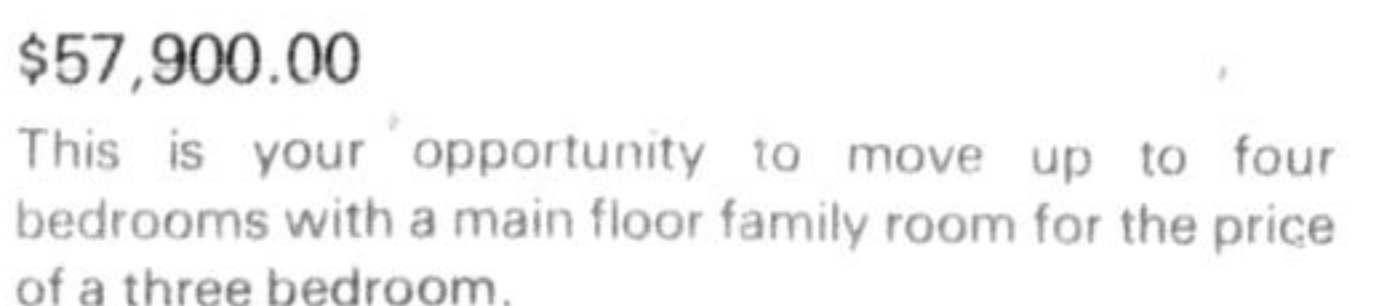 $57,900.00
This is your opportunity to move up to four
bedrooms with a main floor family room for the price
of a three bedroom.